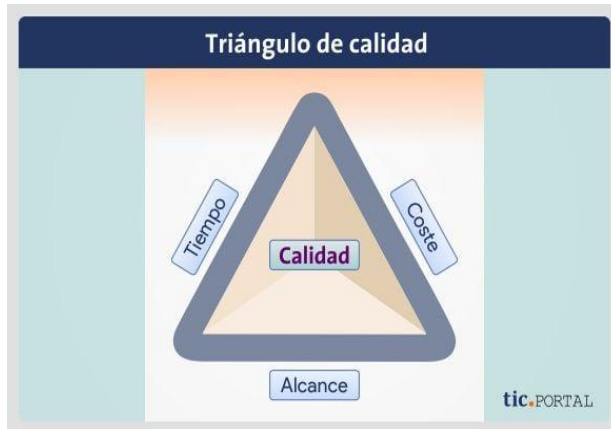 Triángulo de calidad
Tiempo
Coste
Calidad
Alcance
tic.PORTAL